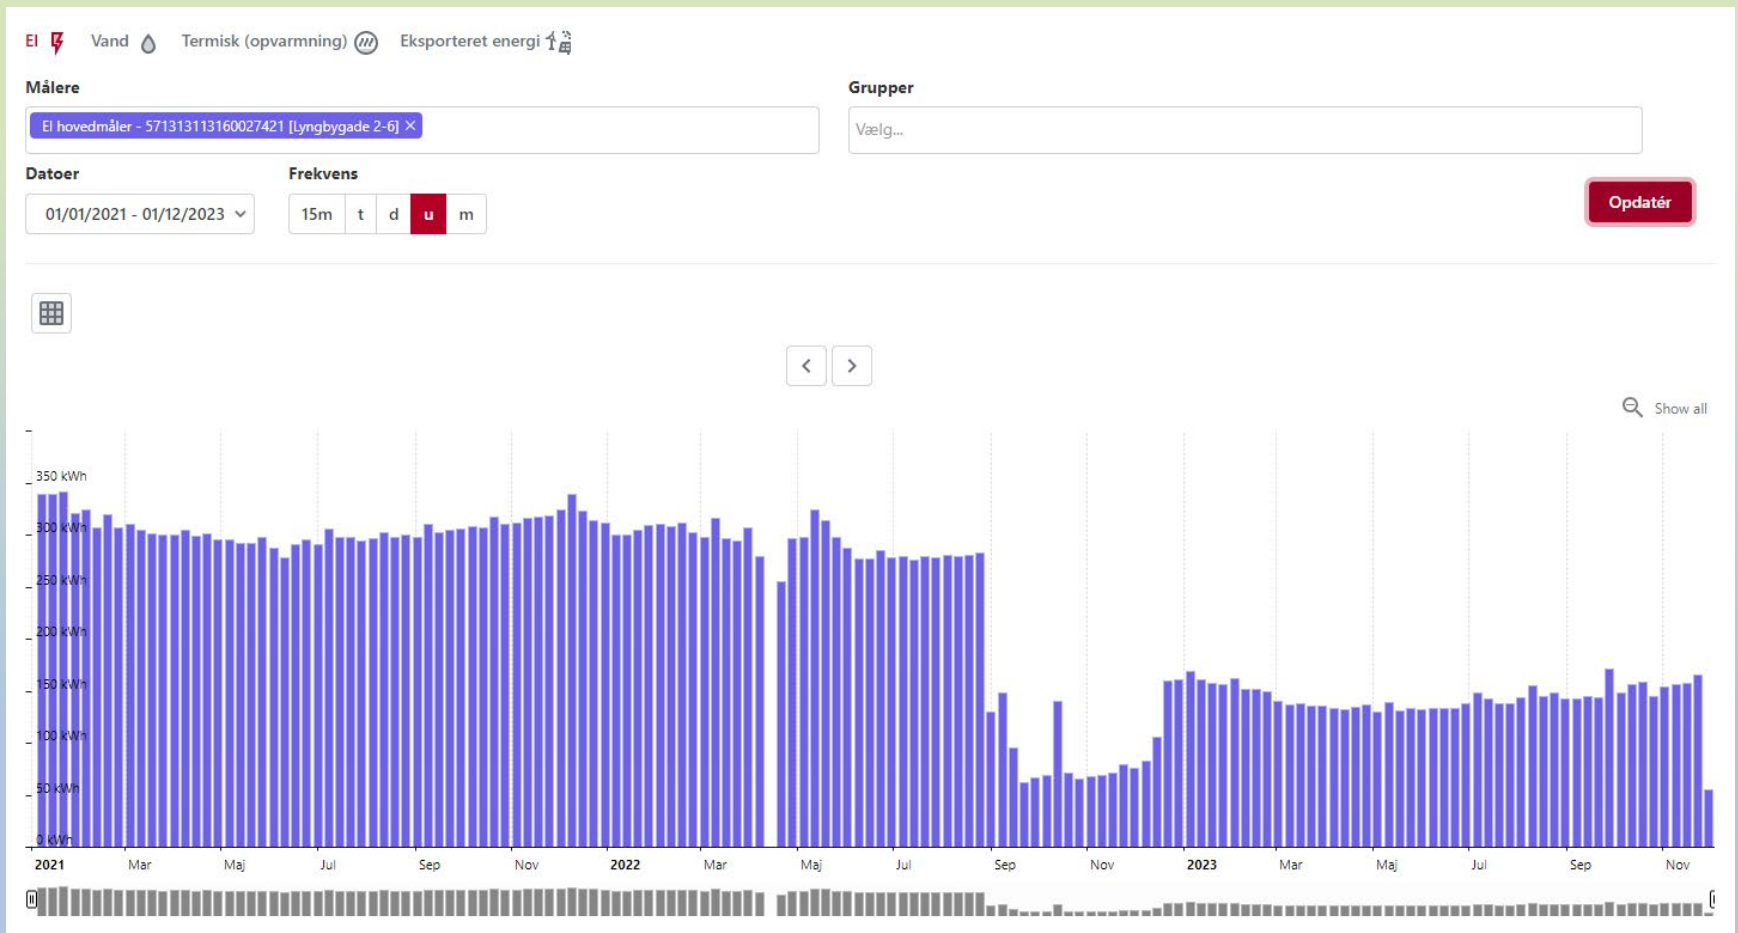 El Vand Termisk (opvarmning) Eksporteret energi
Målere Grupper
El hovedmåler - 571313113160027421 [Lyngbygade 2-6] × Vælg...
Datoer Frekvens
01/01/2021 - 01/12/2023 15m t d u m Opdatér
Show all
350 kWh
300 kWh
250 kWh
200 kWh
150 kWh
100 kWh
50 kWh
0 kWh
2021 Mar Maj Jul Sep Nov 2022 Mar Maj Jul Sep Nov 2023 Mar Maj Jul Sep Nov